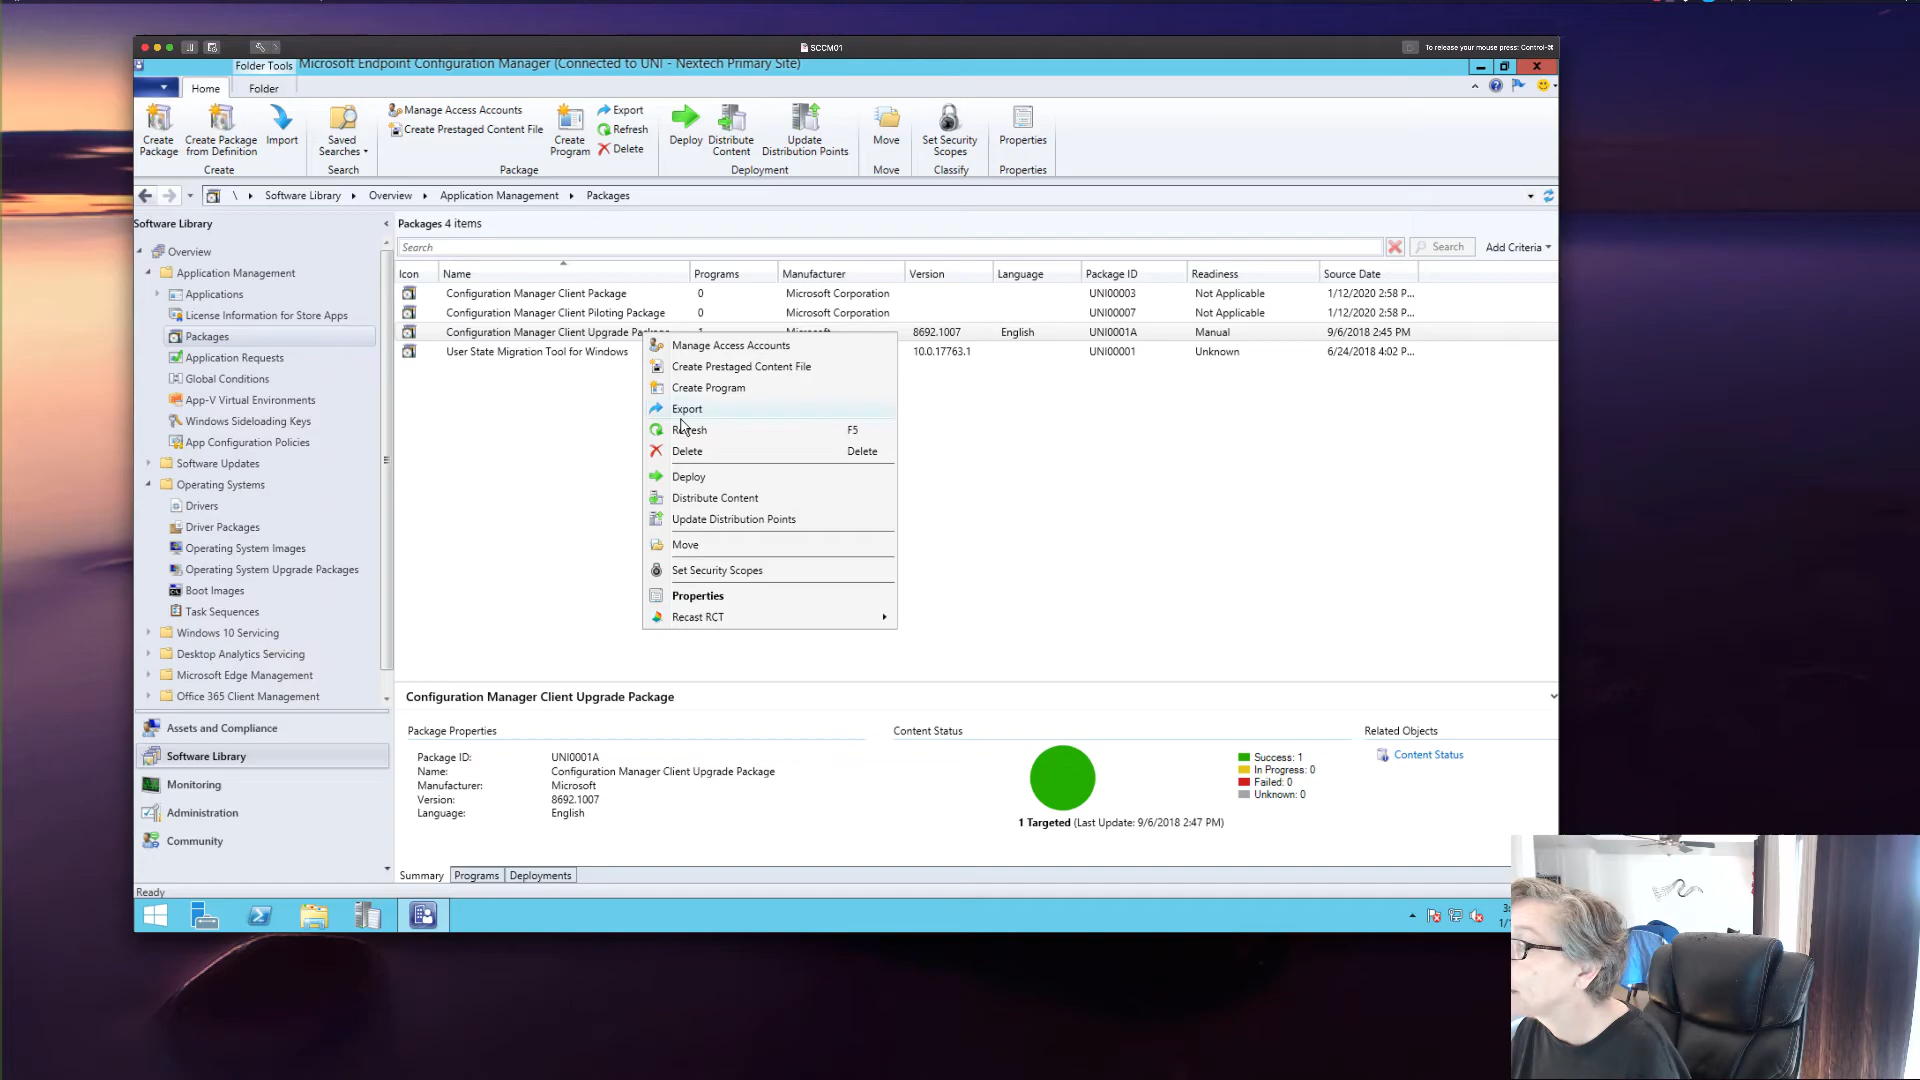 SCCM01
To release your mouse press: Control-⌘
Folder Tools
Microsoft Endpoint Configuration Manager (Connected to UNI - Nextech Primary Site)
Home
Folder
Create Package
Create Package from Definition
Import
Create
Saved Searches
Search
Manage Access Accounts
Create Prestaged Content File
Create Program
Export
Refresh
Delete
Package
Deploy
Distribute Content
Update Distribution Points
Deployment
Move
Move
Set Security Scopes
Classify
Properties
Properties
\ Software Library Overview Application Management Packages
Software Library
Overview
Application Management
Applications
License Information for Store Apps
Packages
Application Requests
Global Conditions
App-V Virtual Environments
Windows Sideloading Keys
App Configuration Policies
Software Updates
Operating Systems
Drivers
Driver Packages
Operating System Images
Operating System Upgrade Packages
Boot Images
Task Sequences
Windows 10 Servicing
Desktop Analytics Servicing
Microsoft Edge Management
Office 365 Client Management
Assets and Compliance
Software Library
Monitoring
Administration
Community
Packages 4 items
Search
Search
Add Criteria
Icon Name Programs Manufacturer Version Language Package ID Readiness Source Date
Configuration Manager Client Package 0 Microsoft Corporation UNI00003 Not Applicable 1/12/2020 2:58 P...
Configuration Manager Client Piloting Package 0 Microsoft Corporation UNI00007 Not Applicable 1/12/2020 2:58 P...
Configuration Manager Client Upgrade Package 1 Microsoft 8692.1007 English UNI0001A Manual 9/6/2018 2:45 PM
User State Migration Tool for Windows 10.0.17763.1 UNI00001 Unknown 6/24/2018 4:02 P...
Manage Access Accounts
Create Prestaged Content File
Create Program
Export
Refresh F5
Delete Delete
Deploy
Distribute Content
Update Distribution Points
Move
Set Security Scopes
Properties
Recast RCT
Configuration Manager Client Upgrade Package
Package Properties
Package ID: UNI0001A
Name: Configuration Manager Client Upgrade Package
Manufacturer: Microsoft
Version: 8692.1007
Language: English
Content Status
Success: 1
In Progress: 0
Failed: 0
Unknown: 0
1 Targeted (Last Update: 9/6/2018 2:47 PM)
Related Objects
Content Status
Summary Programs Deployments
Ready